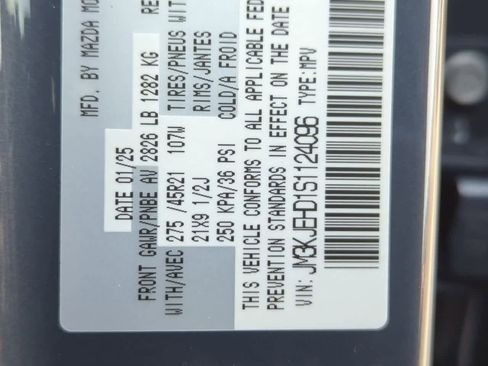 MFD. BY MAZDA MO
DATE 01/25
FRONT GAWR/PNBE AV 2826 LB 1282 KG RE
WITH/AVEC 275 /45R21 107W TIRES/PNEUS WIT
21X9 1/2J RIMS/JANTES
250 KPA/36 PSI COLD/A FROID
THIS VEHICLE CONFORMS TO ALL APPLICABLE FED
PREVENTION STANDARDS IN EFFECT ON THE DATE
VIN: JM3KJEHD1S1124096 TYPE:MPV